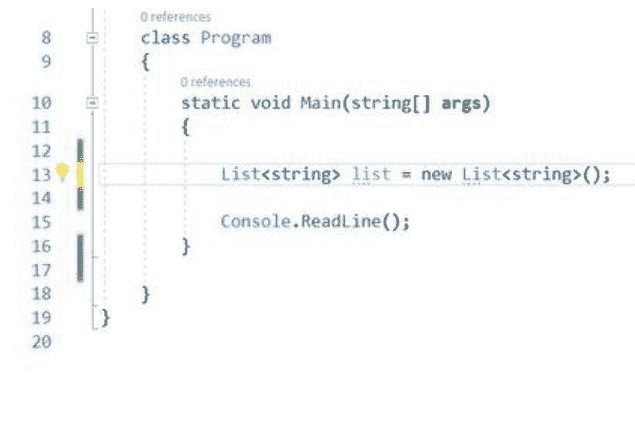 0 references
8 class Program
9 {
0 references
10 static void Main(string[] args)
11 {
12
13 List<string> list = new List<string>();
14
15 Console.ReadLine();
16 }
17
18 }
19 }
20